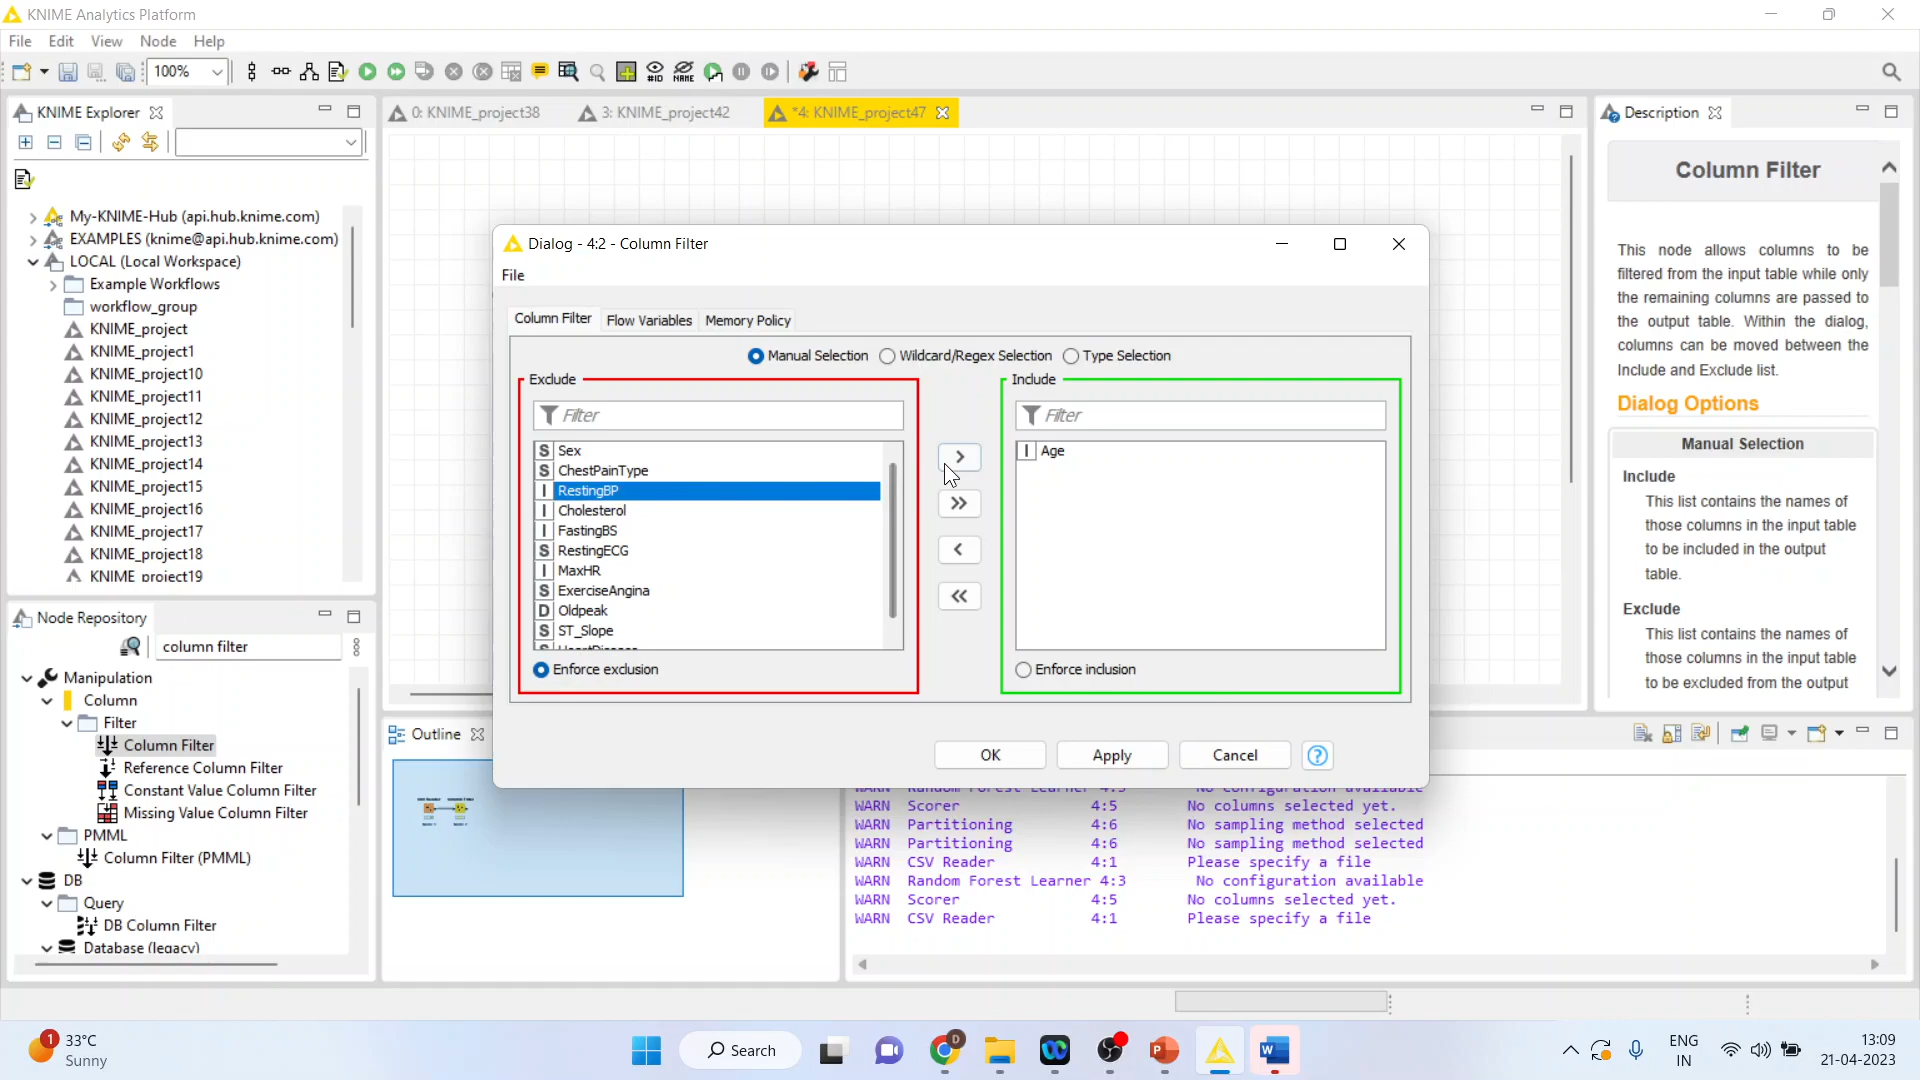 KNIME Analytics Platform
File Edit View Node Help
100%
#ID
NAME
KNIME Explorer
0: KNIME_project38
3: KNIME_project42
*4: KNIME_project47
Description
My-KNIME-Hub (api.hub.knime.com)
EXAMPLES (knime@api.hub.knime.com)
LOCAL (Local Workspace)
Example Workflows
workflow_group
KNIME_project
KNIME_project1
KNIME_project10
KNIME_project11
KNIME_project12
KNIME_project13
KNIME_project14
KNIME_project15
KNIME_project16
KNIME_project17
KNIME_project18
KNIME_project19
Node Repository
column filter
Manipulation
Column
Filter
Column Filter
Reference Column Filter
Constant Value Column Filter
Missing Value Column Filter
PMML
Column Filter (PMML)
DB
Query
DB Column Filter
Database (legacy)
Dialog - 4:2 - Column Filter
File
Column Filter Flow Variables Memory Policy
Manual Selection Wildcard/Regex Selection Type Selection
Exclude
Filter
S Sex
S ChestPainType
I RestingBP
I Cholesterol
I FastingBS
S RestingECG
I MaxHR
S ExerciseAngina
D Oldpeak
S ST_Slope
Enforce exclusion
>
>>
<
<<
Include
Filter
I Age
Enforce inclusion
OK Apply Cancel ?
Outline
WARN Scorer 4:5 No columns selected yet.
WARN Partitioning 4:6 No sampling method selected
WARN Partitioning 4:6 No sampling method selected
WARN CSV Reader 4:1 Please specify a file
WARN Random Forest Learner 4:3 No configuration available
WARN Scorer 4:5 No columns selected yet.
WARN CSV Reader 4:1 Please specify a file
Column Filter
This node allows columns to be
filtered from the input table while only
the remaining columns are passed to
the output table. Within the dialog,
columns can be moved between the
Include and Exclude list.
Dialog Options
Manual Selection
Include
This list contains the names of
those columns in the input table
to be included in the output
table.
Exclude
This list contains the names of
those columns in the input table
to be excluded from the output
1
33°C
Sunny
Search
D
P
W
ENG
IN
13:09
21-04-2023